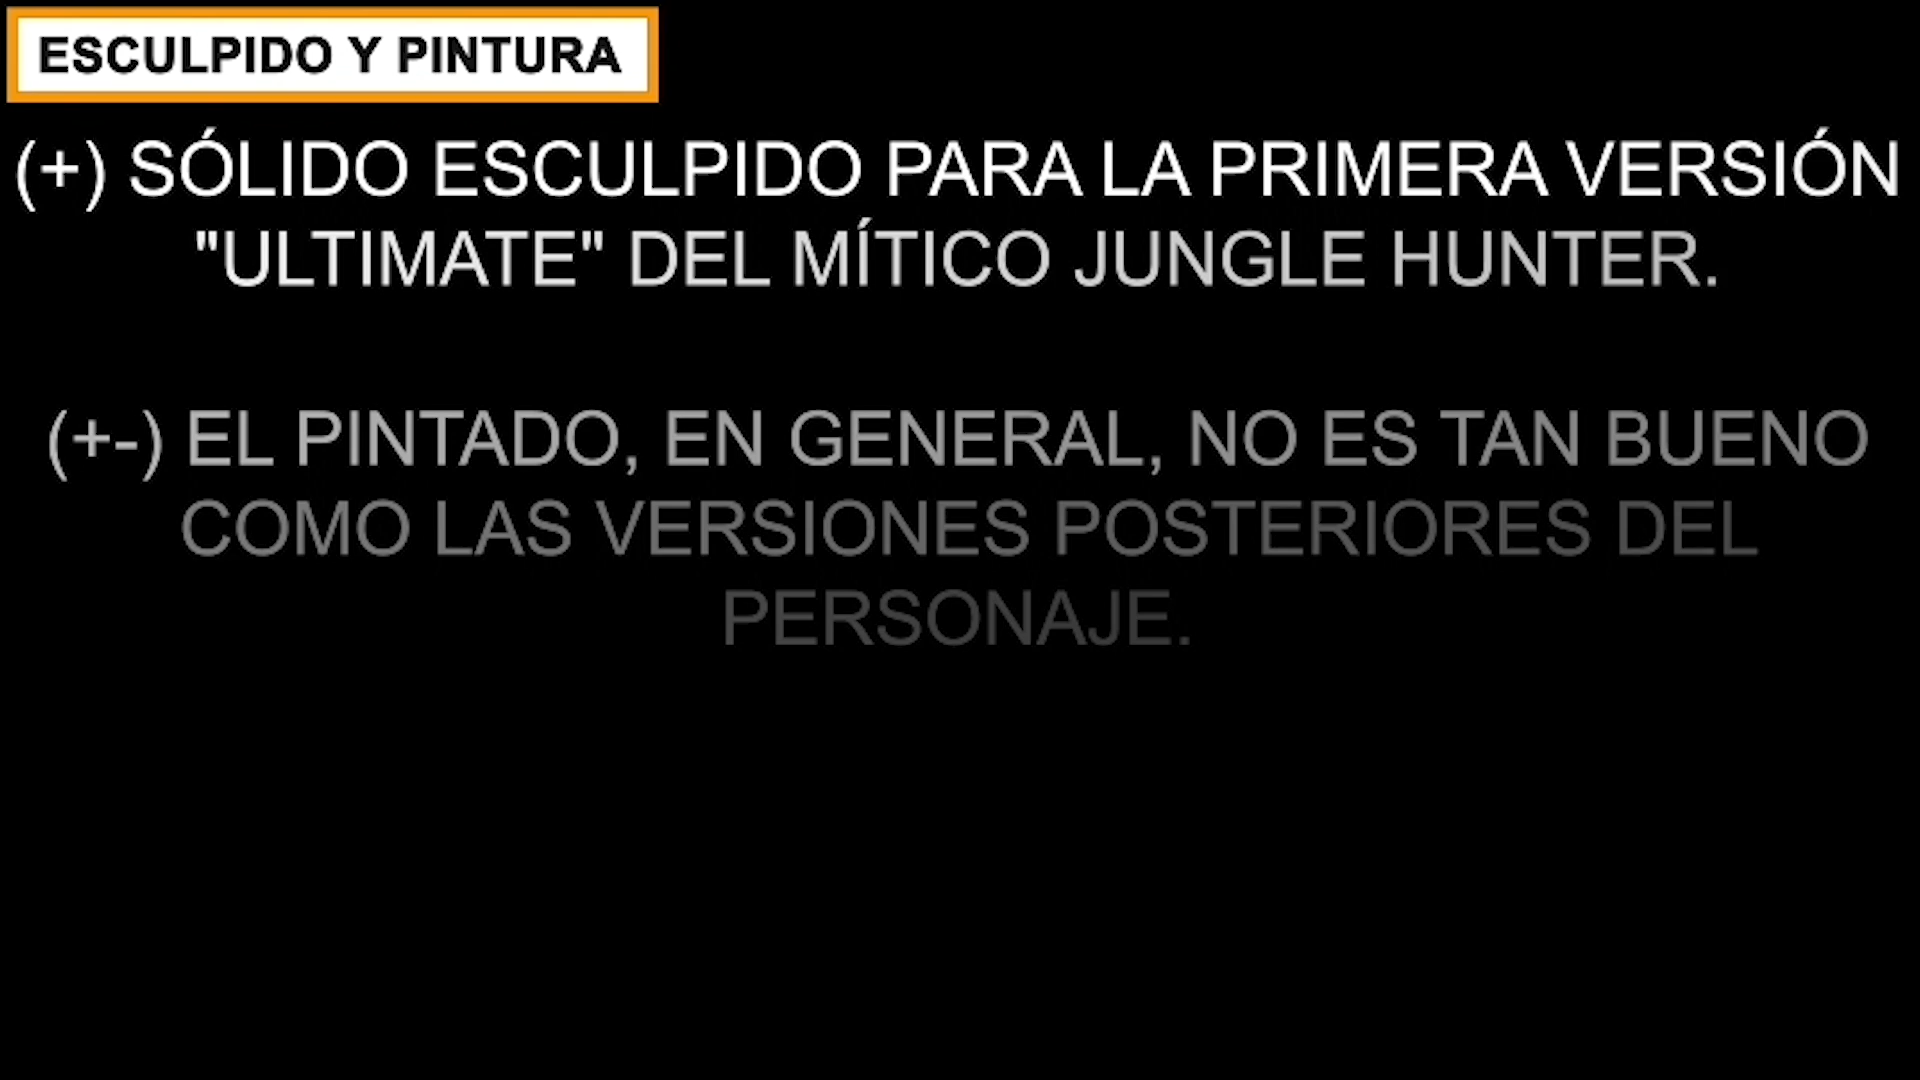 ESCULPIDO Y PINTURA
(+) SÓLIDO ESCULPIDO PARA LA PRIMERA VERSIÓN
"ULTIMATE" DEL MÍTICO JUNGLE HUNTER.
(+-) EL PINTADO, EN GENERAL, NO ES TAN BUENO
COMO LAS VERSIONES POSTERIORES DEL
PERSONAJE.